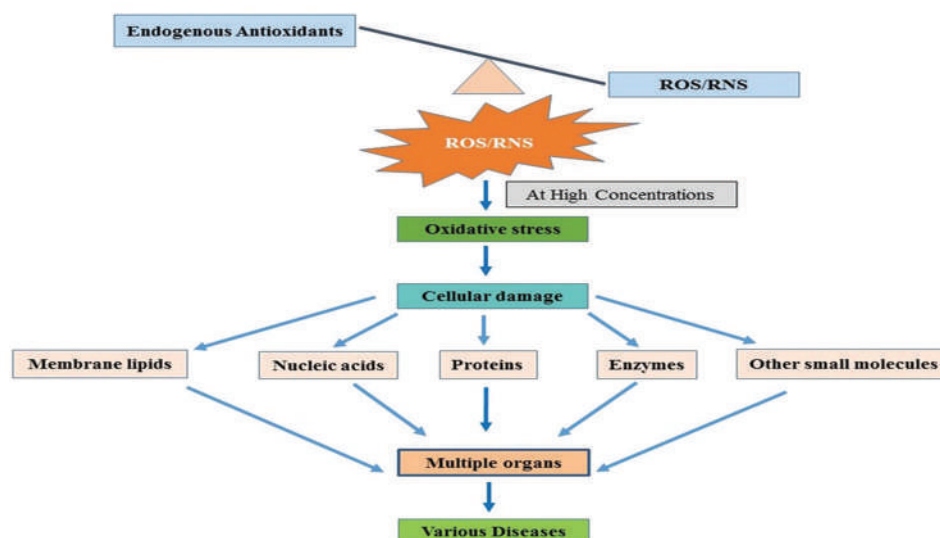 Endogenous Antioxidants
ROS/RNS
ROS/RNS
At High Concentrations
Oxidative stress
Cellular damage
Membrane lipids
Nucleic acids
Proteins
Enzymes
Other small molecules
Multiple organs
Various Diseases